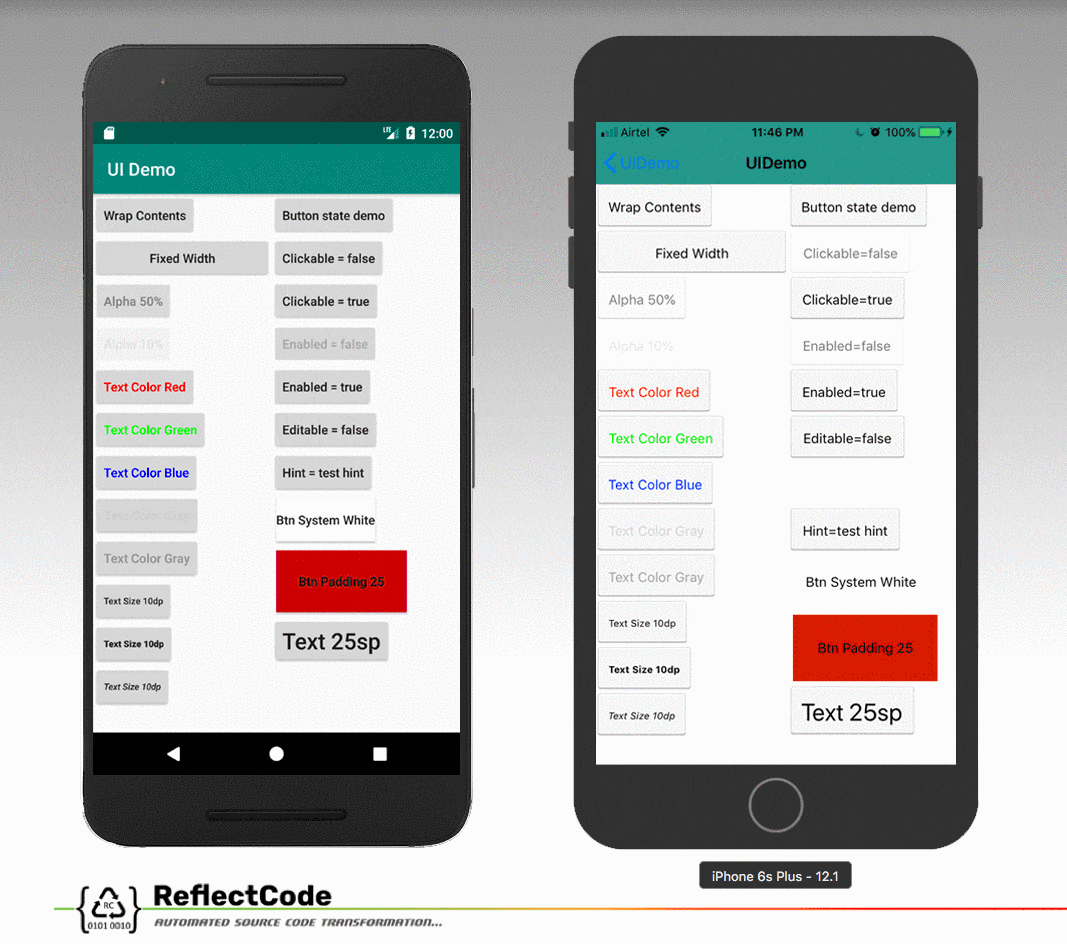 LTE 12:00
UI Demo
Wrap Contents
Button state demo
Fixed Width
Clickable = false
Alpha 50%
Clickable = true
Alpha 10%
Enabled = false
Text Color Red
Enabled = true
Text Color Green
Editable = false
Text Color Blue
Hint = test hint
Text Color Gray
Btn System White
Text Color Gray
Btn Padding 25
Text Size 10dp
Text Size 10dp
Text 25sp
Text Size 10dp
Airtel 11:46 PM 100%
UIDemo UIDemo
Wrap Contents
Button state demo
Fixed Width
Clickable=false
Alpha 50%
Clickable=true
Alpha 10%
Enabled=false
Text Color Red
Enabled=true
Text Color Green
Editable=false
Text Color Blue
Text Color Gray
Hint=test hint
Text Color Gray
Btn System White
Text Size 10dp
Btn Padding 25
Text Size 10dp
Text Size 10dp
Text 25sp
iPhone 6s Plus - 12.1
RC
0101 0010
ReflectCode
AUTOMATED SOURCE CODE TRANSFORMATION...